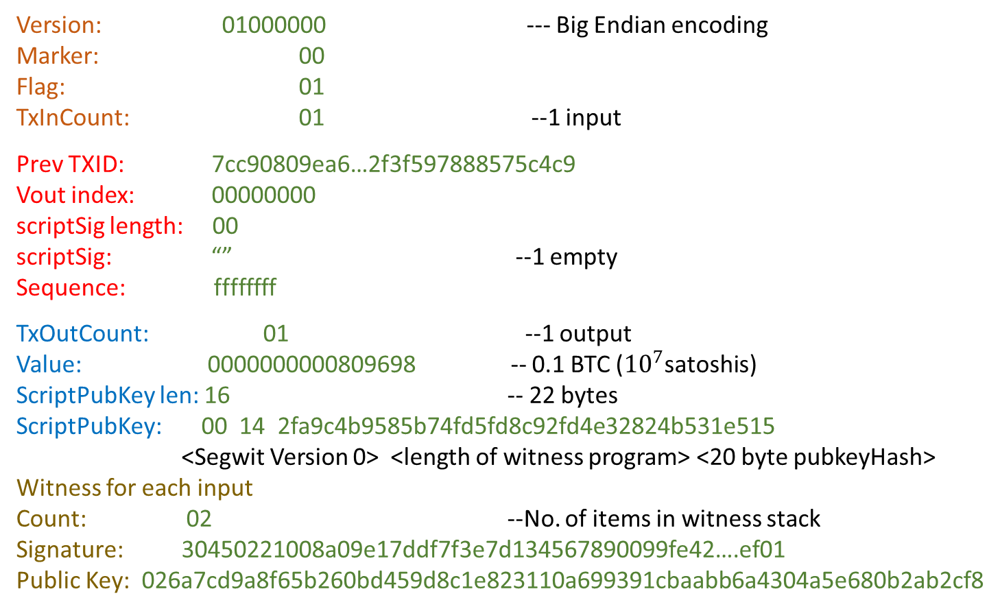 Version: 01000000 --- Big Endian encoding
Marker: 00
Flag: 01
TxInCount: 01 --1 input
Prev TXID: 7cc90809ea6...2f3f597888575c4c9
Vout index: 00000000
scriptSig length: 00
scriptSig: “” --1 empty
Sequence: ffffffff
TxOutCount: 01 --1 output
Value: 0000000000809698 -- 0.1 BTC (10⁷ satoshis)
ScriptPubKey len: 16 -- 22 bytes
ScriptPubKey: 00 14 2fa9c4b9585b74fd5fd8c92fd4e32824b531e515
<Segwit Version 0> <length of witness program> <20 byte pubkeyHash>
Witness for each input
Count: 02 --No. of items in witness stack
Signature: 30450221008a09e17ddf7f3e7d134567890099fe42....ef01
Public Key: 026a7cd9a8f65b260bd459d8c1e823110a699391cbaabb6a4304a5e680b2ab2cf8